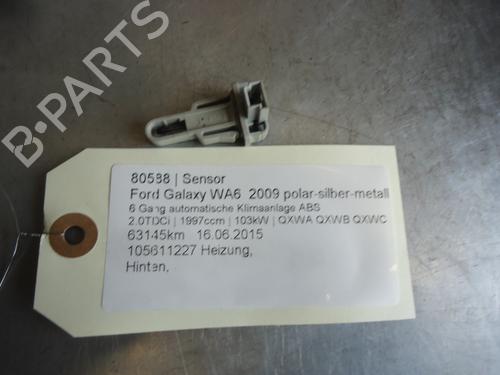 B-PARTS
80588 | Sensor
Ford Galaxy WA6 2009 polar-silber-metall
6 Gang automatische Klimaanlage ABS
2.0TDCi | 1997ccm | 103kW | QXWA QXWB QXWC
63145km 16.06.2015
105611227 Heizung,
Hinten,